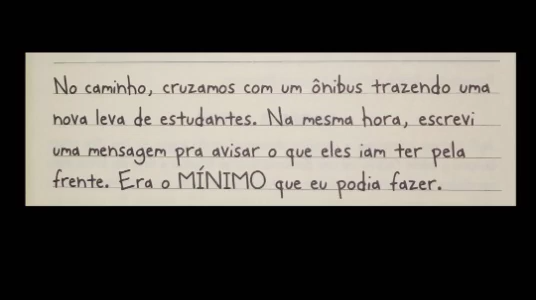 No caminho, cruzamos com um ônibus trazendo uma
nova leva de estudantes. Na mesma hora, escrevi
uma mensagem pra avisar o que eles iam ter pela
frente. Era o MÍNIMO que eu podia fazer.